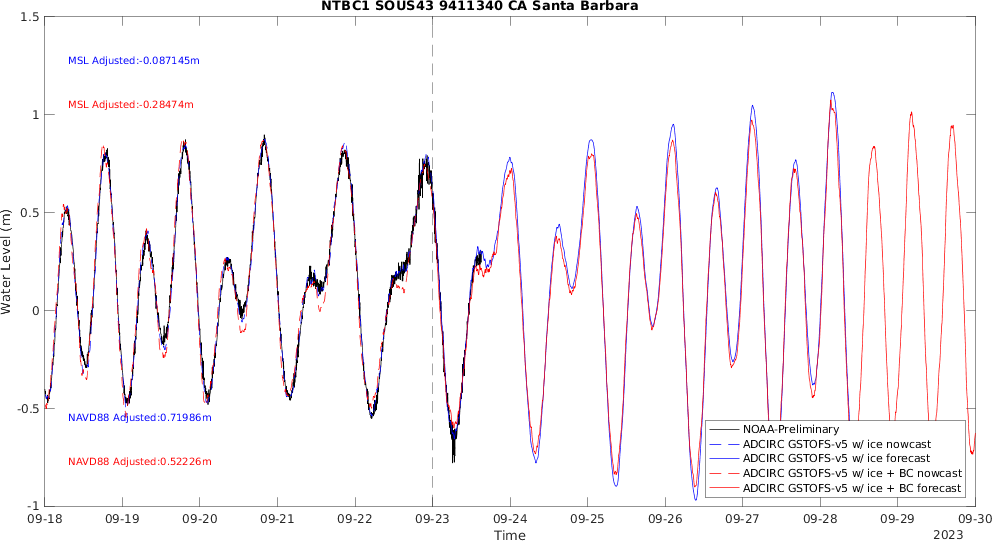 NTBC1 SOUS43 9411340 CA Santa Barbara
1.5
1
0.5
0
-0.5
-1
Water Level (m)
MSL Adjusted:-0.087145m
MSL Adjusted:-0.28474m
NAVD88 Adjusted:0.71986m
NAVD88 Adjusted:0.52226m
NOAA-Preliminary
ADCIRC GSTOFS-v5 w/ ice nowcast
ADCIRC GSTOFS-v5 w/ ice forecast
ADCIRC GSTOFS-v5 w/ ice + BC nowcast
ADCIRC GSTOFS-v5 w/ ice + BC forecast
09-18 09-19 09-20 09-21 09-22 09-23 09-24 09-25 09-26 09-27 09-28 09-29 09-30
Time
2023